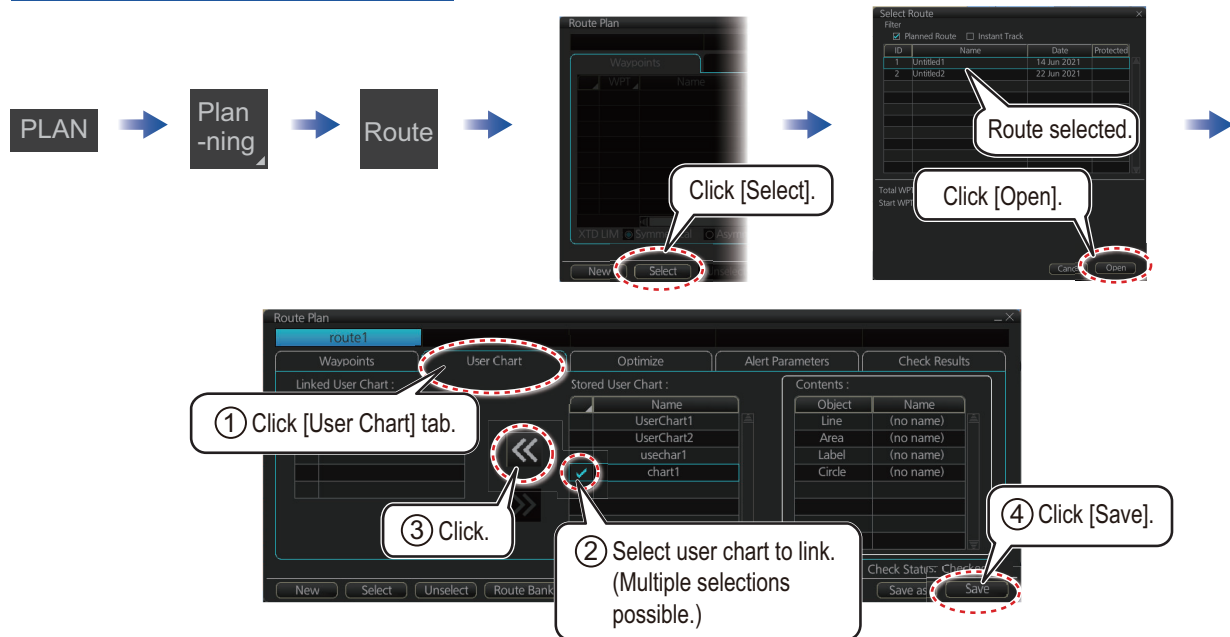 PLAN
Plan
-ning
Route
Route Plan
Waypoints
WPT Name
XTD LIM Symmetrical
New Select
Click [Select].
Select Route
Filter
Planned Route Instant Track
ID Name Date Protected
1 Untitled1 14 Jun 2021
2 Untitled2 22 Jun 2021
Route selected.
Total WPT
Start WPT
Click [Open].
Open
Route Plan
route1
Waypoints User Chart Optimize Alert Parameters Check Results
Linked User Chart : Stored User Chart : Contents :
Name Object Name
UserChart1 Line (no name)
UserChart2 Area (no name)
usechar1 Label (no name)
chart1 Circle (no name)
① Click [User Chart] tab.
③ Click.
② Select user chart to link.
(Multiple selections
possible.)
④ Click [Save].
Check Status: Checked
New Select Unselect Route Bank Save as Save